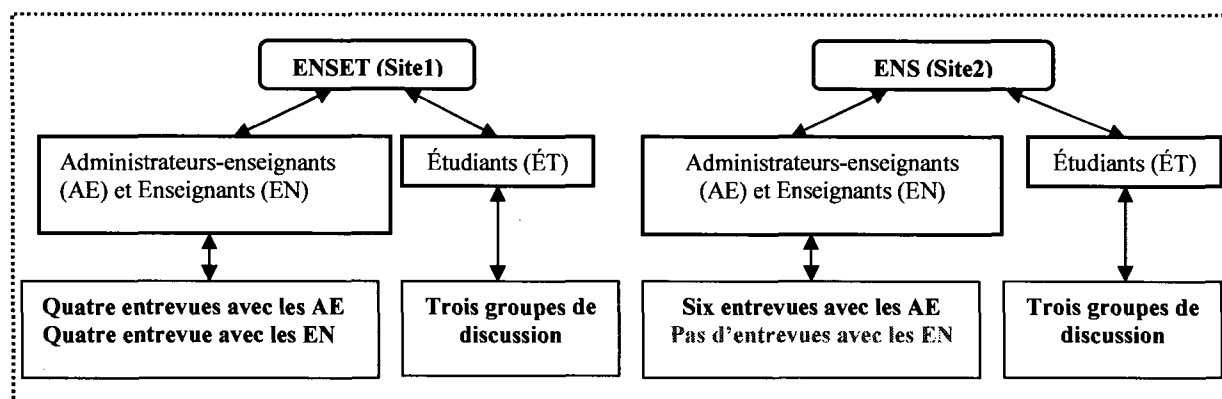 ENSET (Site1)
ENS (Site2)
Administrateurs-enseignants
(AE) et Enseignants (EN)
Étudiants (ÉT)
Administrateurs-enseignants
(AE) et Enseignants (EN)
Étudiants (ÉT)
Quatre entrevues avec les AE
Quatre entrevue avec les EN
Trois groupes de
discussion
Six entrevues avec les AE
Pas d'entrevues avec les EN
Trois groupes de
discussion